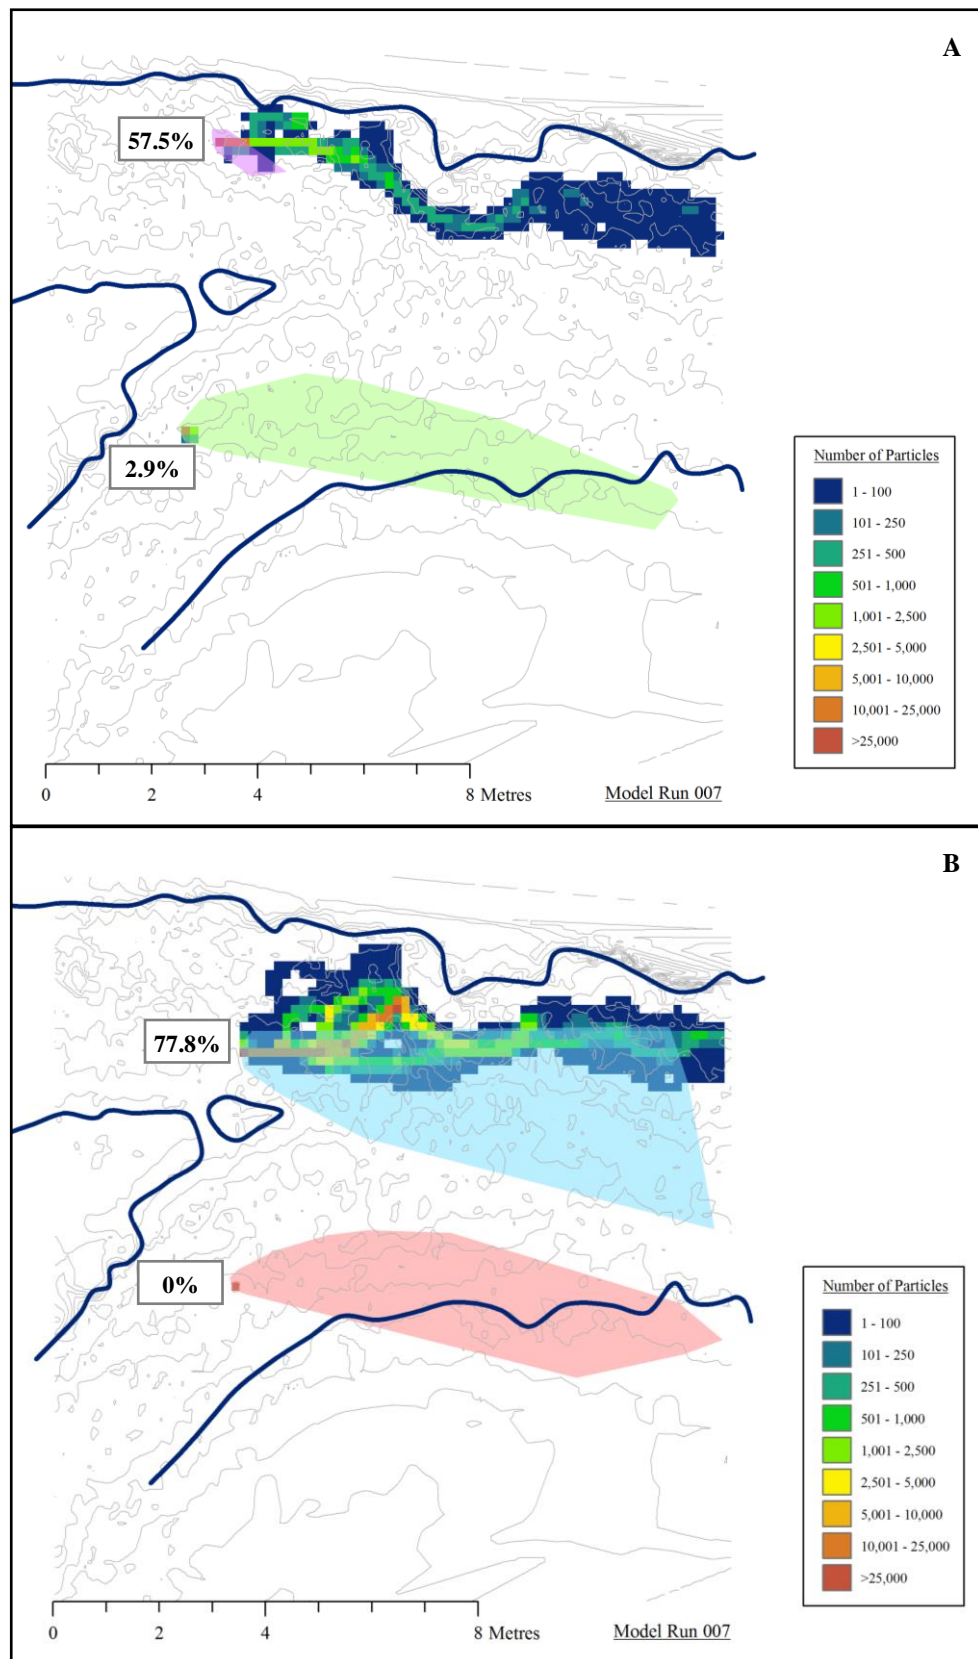 A
57.5%
2.9%
Number of Particles
1 - 100
101 - 250
251 - 500
501 - 1,000
1,001 - 2,500
2,501 - 5,000
5,001 - 10,000
10,001 - 25,000
>25,000
0 2 4 8 Metres Model Run 007
B
77.8%
0%
Number of Particles
1 - 100
101 - 250
251 - 500
501 - 1,000
1,001 - 2,500
2,501 - 5,000
5,001 - 10,000
10,001 - 25,000
>25,000
0 2 4 8 Metres Model Run 007